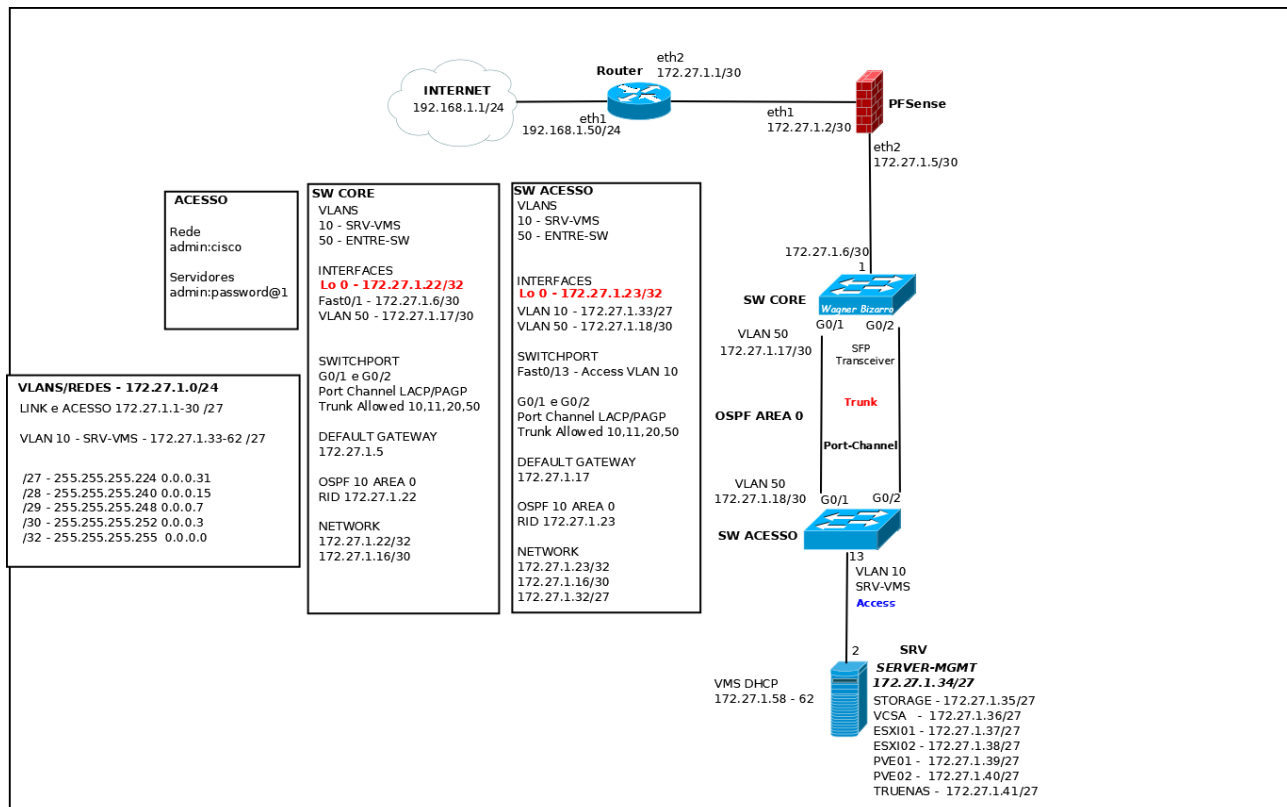 eth2
172.27.1.1/30
Router
INTERNET
192.168.1.1/24
eth1
192.168.1.50/24
eth1
172.27.1.2/30
PFSense
eth2
172.27.1.5/30
ACESSO
Rede
admin:cisco
Servidores
admin:password@1
SW CORE
VLANS
10 - SRV-VMS
50 - ENTRE-SW
INTERFACES
Lo 0 - 172.27.1.22/32
Fast0/1 - 172.27.1.6/30
VLAN 50 - 172.27.1.17/30
SWITCHPORT
G0/1 e G0/2
Port Channel LACP/PAGP
Trunk Allowed 10,11,20,50
DEFAULT GATEWAY
172.27.1.5
OSPF 10 AREA 0
RID 172.27.1.22
NETWORK
172.27.1.22/32
172.27.1.16/30
SW ACESSO
VLANS
10 - SRV-VMS
50 - ENTRE-SW
INTERFACES
Lo 0 - 172.27.1.23/32
VLAN 10 - 172.27.1.33/27
VLAN 50 - 172.27.1.18/30
SWITCHPORT
Fast0/13 - Access VLAN 10
G0/1 e G0/2
Port Channel LACP/PAGP
Trunk Allowed 10,11,20,50
DEFAULT GATEWAY
172.27.1.17
OSPF 10 AREA 0
RID 172.27.1.23
NETWORK
172.27.1.23/32
172.27.1.16/30
172.27.1.32/27
VLANS/REDES - 172.27.1.0/24
LINK e ACESSO 172.27.1.1-30 /27
VLAN 10 - SRV-VMS - 172.27.1.33-62 /27
/27 - 255.255.255.224 0.0.0.31
/28 - 255.255.255.240 0.0.0.15
/29 - 255.255.255.248 0.0.0.7
/30 - 255.255.255.252 0.0.0.3
/32 - 255.255.255.255 0.0.0.0
172.27.1.6/30
1
SW CORE
Wagner Bizarro
G0/1 G0/2
VLAN 50
172.27.1.17/30
SFP
Transceiver
Trunk
OSPF AREA 0
Port-Channel
VLAN 50
172.27.1.18/30
G0/1 G0/2
SW ACESSO
13
VLAN 10
SRV-VMS
Access
2
SRV
SERVER-MGMT
172.27.1.34/27
VMS DHCP
172.27.1.58 - 62
STORAGE - 172.27.1.35/27
VCSA - 172.27.1.36/27
ESXI01 - 172.27.1.37/27
ESXI02 - 172.27.1.38/27
PVE01 - 172.27.1.39/27
PVE02 - 172.27.1.40/27
TRUENAS - 172.27.1.41/27